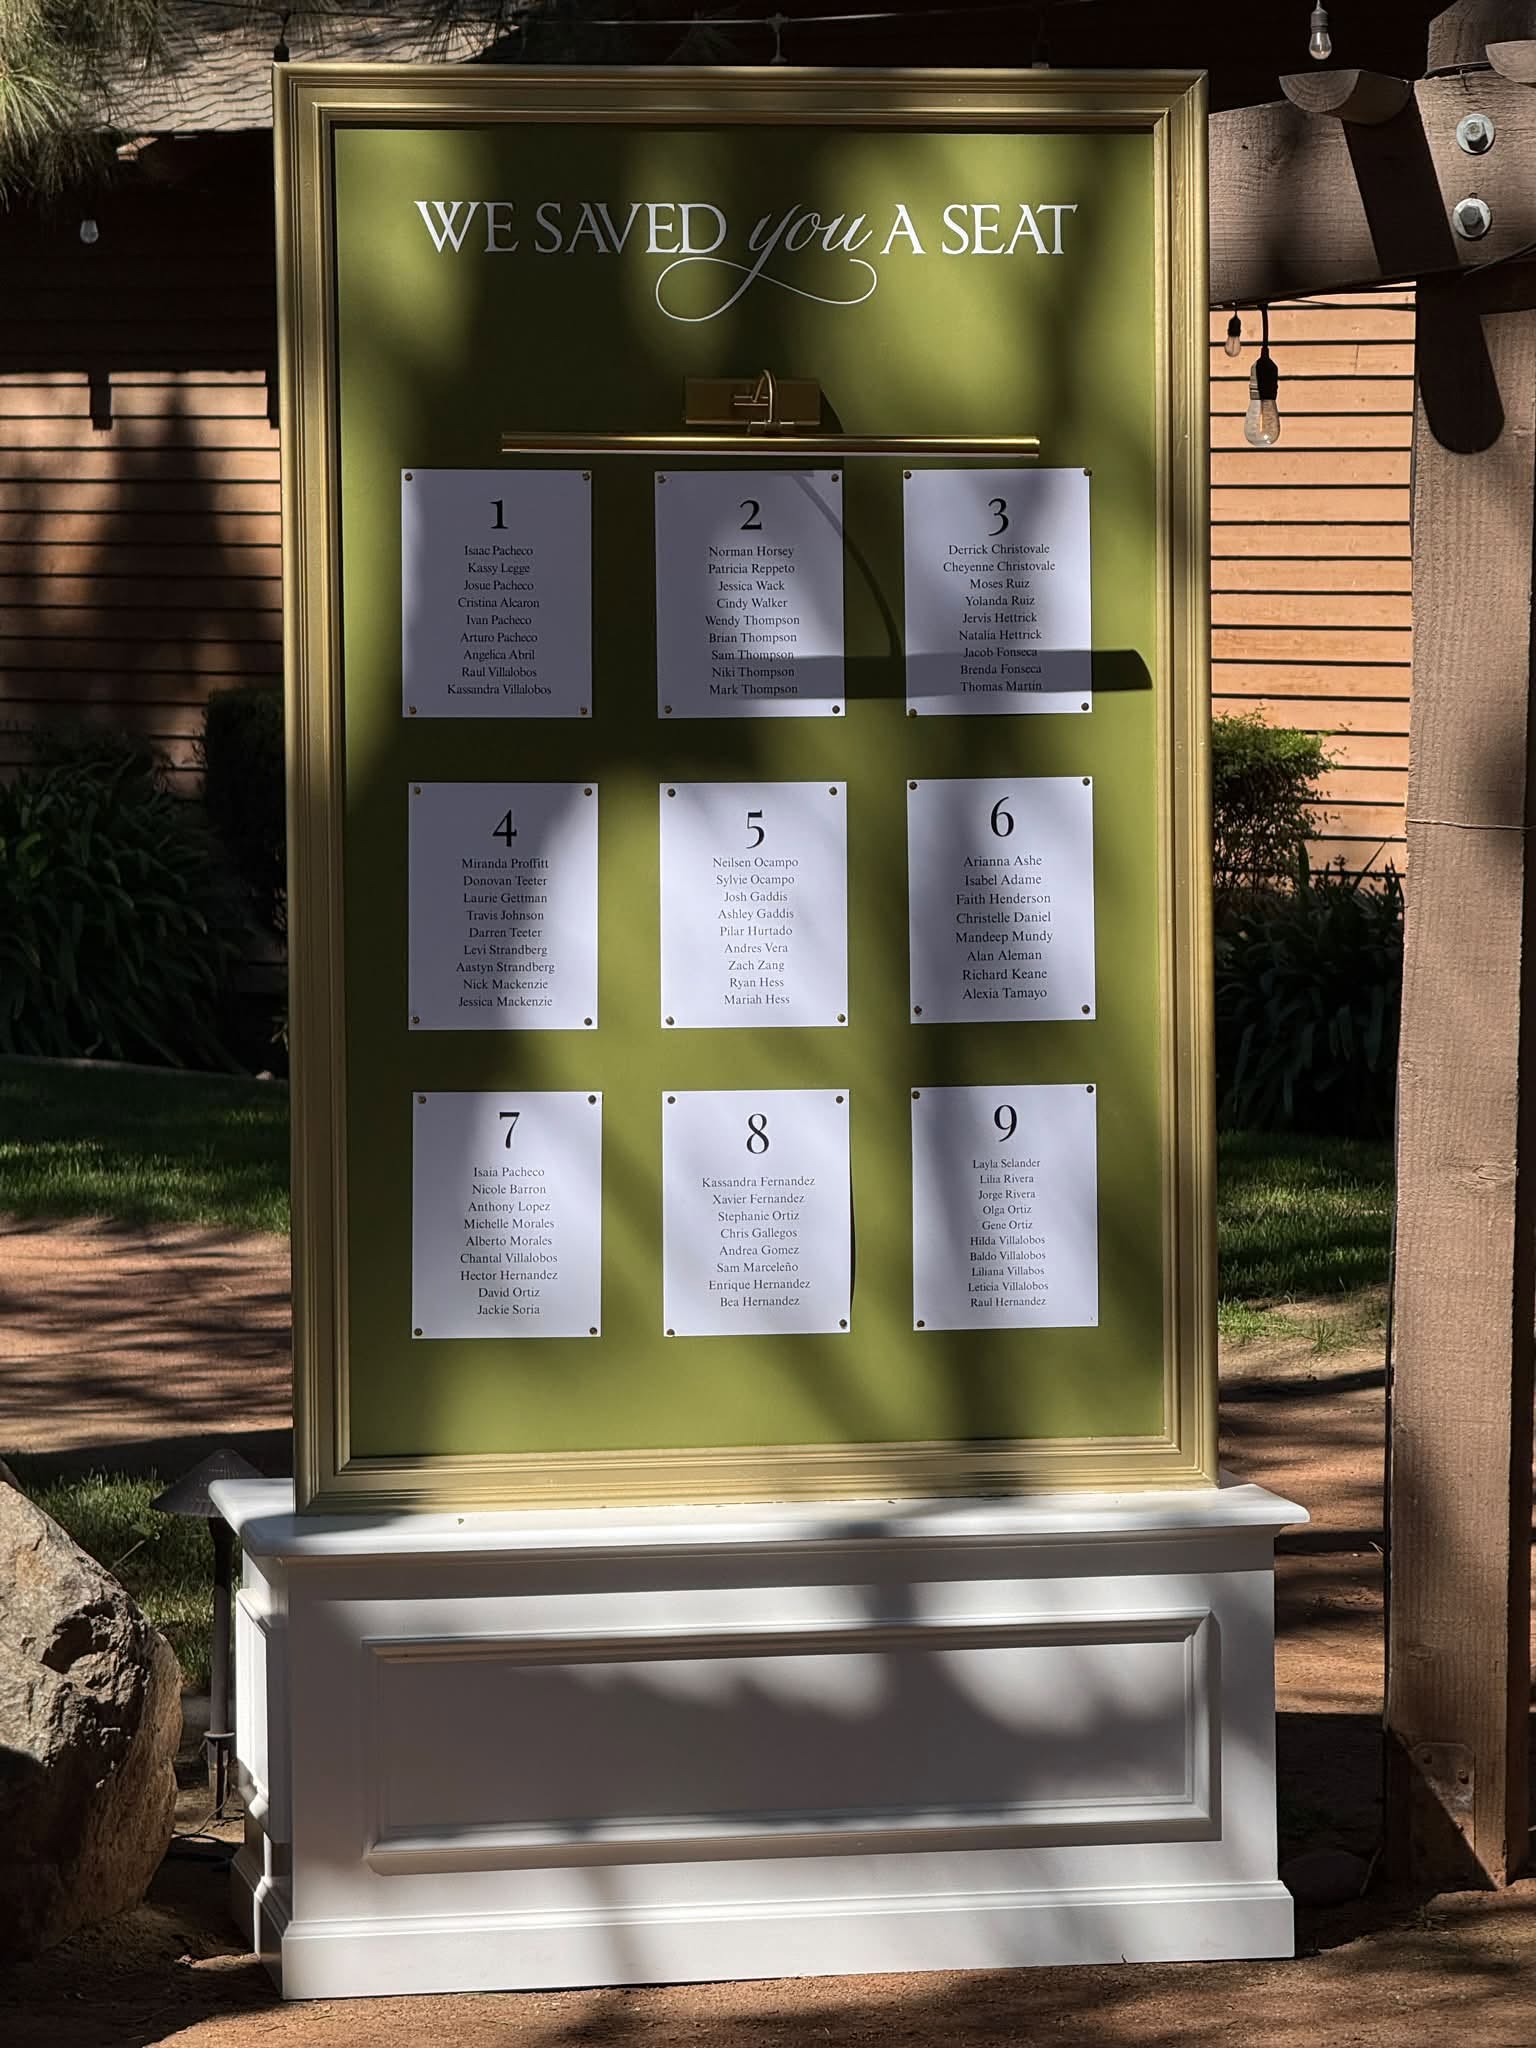 WE SAVED you A SEAT
1
Isaac Pacheco
Kassy Legge
Josue Pacheco
Cristina Alcaron
Ivan Pacheco
Arturo Pacheco
Angelica Abril
Raul Villalobos
Kassandra Villalobos
2
Norman Horsey
Patricia Reppeto
Jessica Wack
Cindy Walker
Wendy Thompson
Brian Thompson
Sam Thompson
Niki Thompson
Mark Thompson
3
Derrick Christovale
Cheyenne Christovale
Moses Ruiz
Yolanda Ruiz
Jervis Hettrick
Natalia Hettrick
Jacob Fonseca
Brenda Fonseca
Thomas Martin
4
Miranda Proffitt
Donovan Teeter
Laurie Gettman
Travis Johnson
Darren Teeter
Levi Strandberg
Aastyn Strandberg
Nick Mackenzie
Jessica Mackenzie
5
Neilsen Ocampo
Sylvie Ocampo
Josh Gaddis
Ashley Gaddis
Pilar Hurtado
Andres Vera
Zach Zang
Ryan Hess
Mariah Hess
6
Arianna Ashe
Isabel Adame
Faith Henderson
Christelle Daniel
Mandeep Mundy
Alan Aleman
Richard Keane
Alexia Tamayo
7
Isaia Pacheco
Nicole Barron
Anthony Lopez
Michelle Morales
Alberto Morales
Chantal Villalobos
Hector Hernandez
David Ortiz
Jackie Soria
8
Kassandra Fernandez
Xavier Fernandez
Stephanie Ortiz
Chris Gallegos
Andrea Gomez
Sam Marceleño
Enrique Hernandez
Bea Hernandez
9
Layla Selander
Lilia Rivera
Jorge Rivera
Olga Ortiz
Gene Ortiz
Hilda Villalobos
Baldo Villalobos
Liliana Villabos
Leticia Villalobos
Raul Hernandez